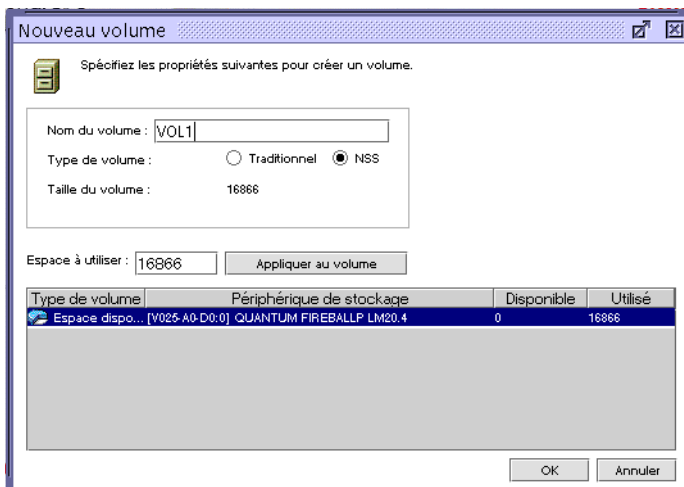 Nouveau volume
Spécifiez les propriétés suivantes pour créer un volume.
Nom du volume : VOL1
Type de volume : Traditionnel NSS
Taille du volume : 16866
Espace à utiliser : 16866 Appliquer au volume
Type de volume Périphérique de stockage Disponible Utilisé
Espace dispo... [V025-A0-D0:0] QUANTUM FIREBALLP LM20.4 0 16866
OK Annuler